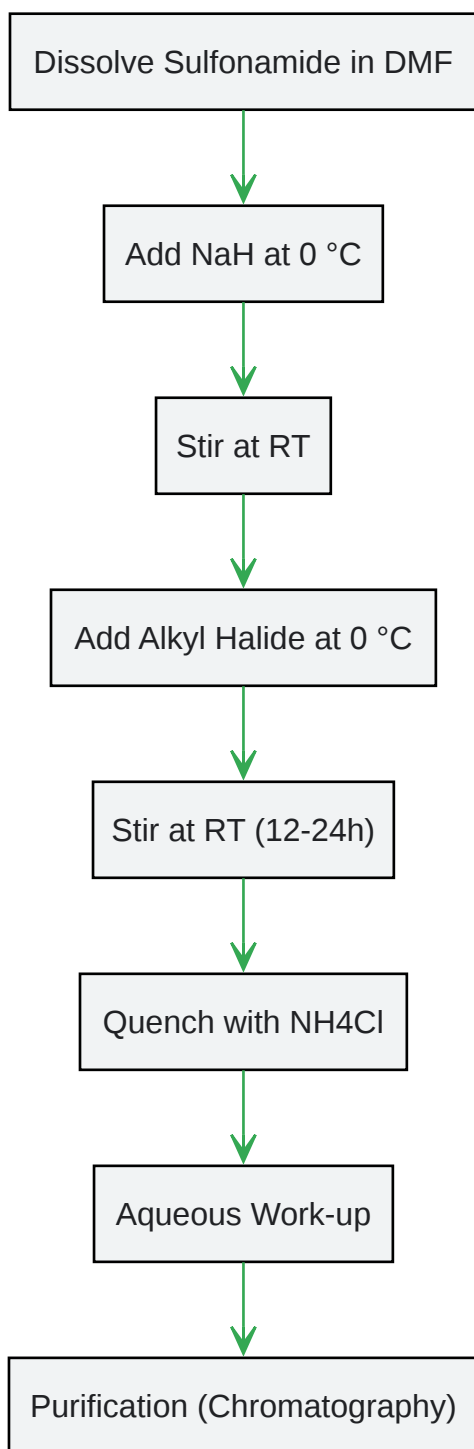 Dissolve Sulfonamide in DMF
Add NaH at 0 °C
Stir at RT
Add Alkyl Halide at 0 °C
Stir at RT (12-24h)
Quench with NH4Cl
Aqueous Work-up
Purification (Chromatography)